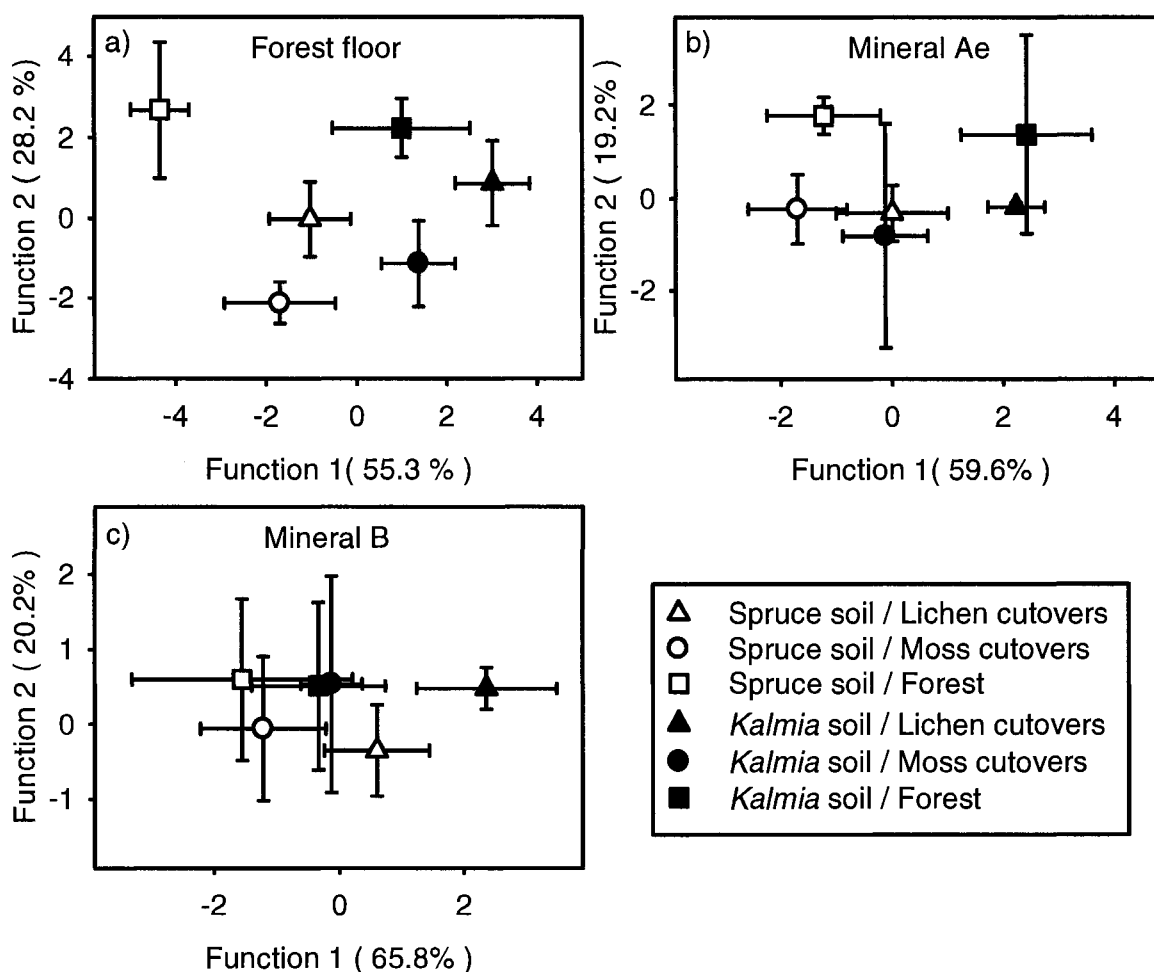 a) Forest floor
4
2
0
-2
-4
Function 2 ( 28.2 %)
-4 -2 0 2 4
Function 1( 55.3 % )
b) Mineral Ae
2
0
-2
Function 2 ( 19.2%)
-2 0 2
Function 1( 59.6% )
c) Mineral B
2
1
0
-1
Function 2 ( 20.2%)
-2 0 2
Function 1 ( 65.8% )
Spruce soil / Lichen cutovers
Spruce soil / Moss cutovers
Spruce soil / Forest
Kalmia soil / Lichen cutovers
Kalmia soil / Moss cutovers
Kalmia soil / Forest